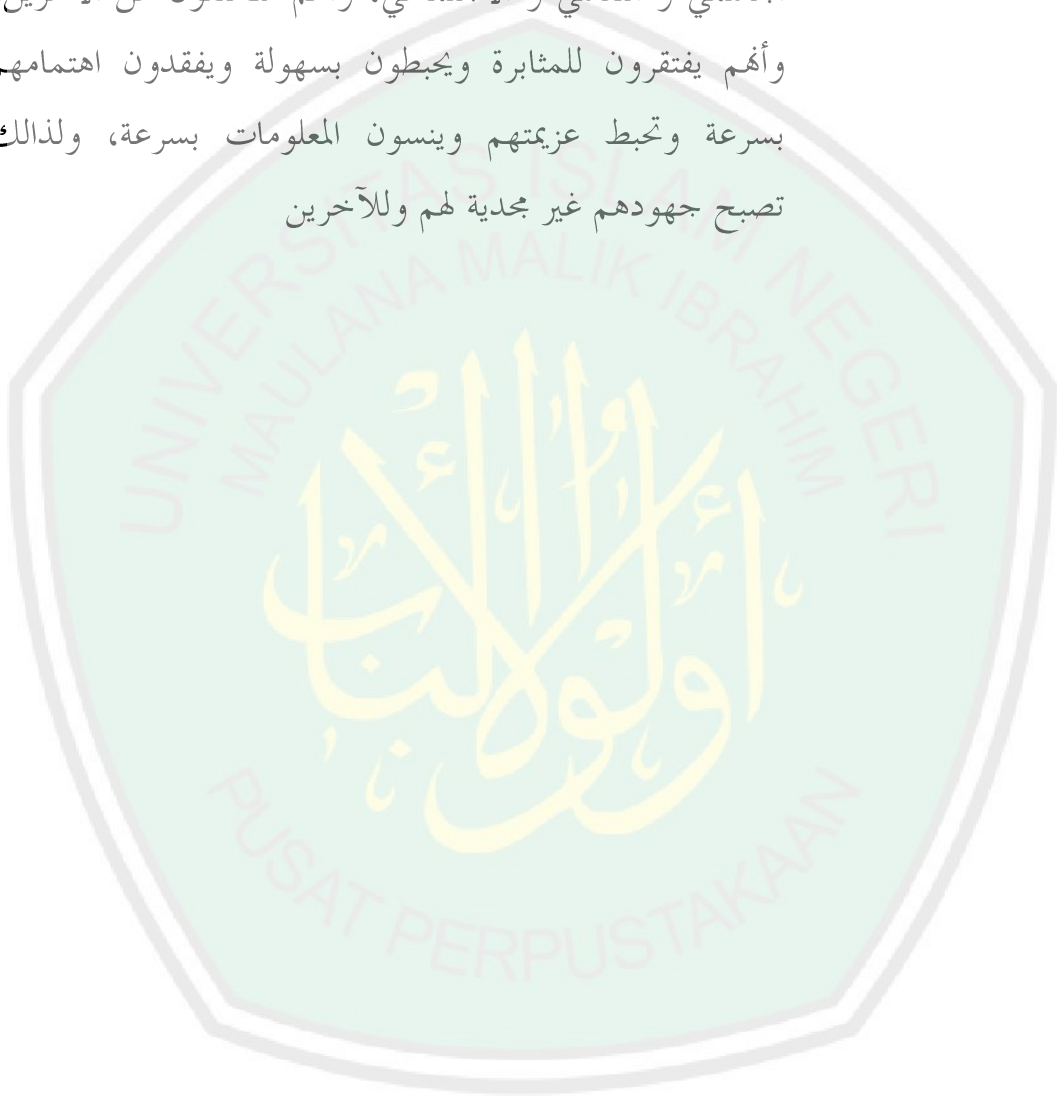 وأنهم يفتقرون للمثابرة ويحبطون بسهولة ويفقدون اهتمامهم
بسرعة وتحبط عزيمتهم وينسون المعلومات بسرعة، ولذالك
تصبح جهودهم غير مجدية لهم وللآخرين
UNIVERSITAS ISLAM NEGERI
MAULANA MALIK IBRAHIM
أولو الألباب
PUSAT PERPUSTAKAAN